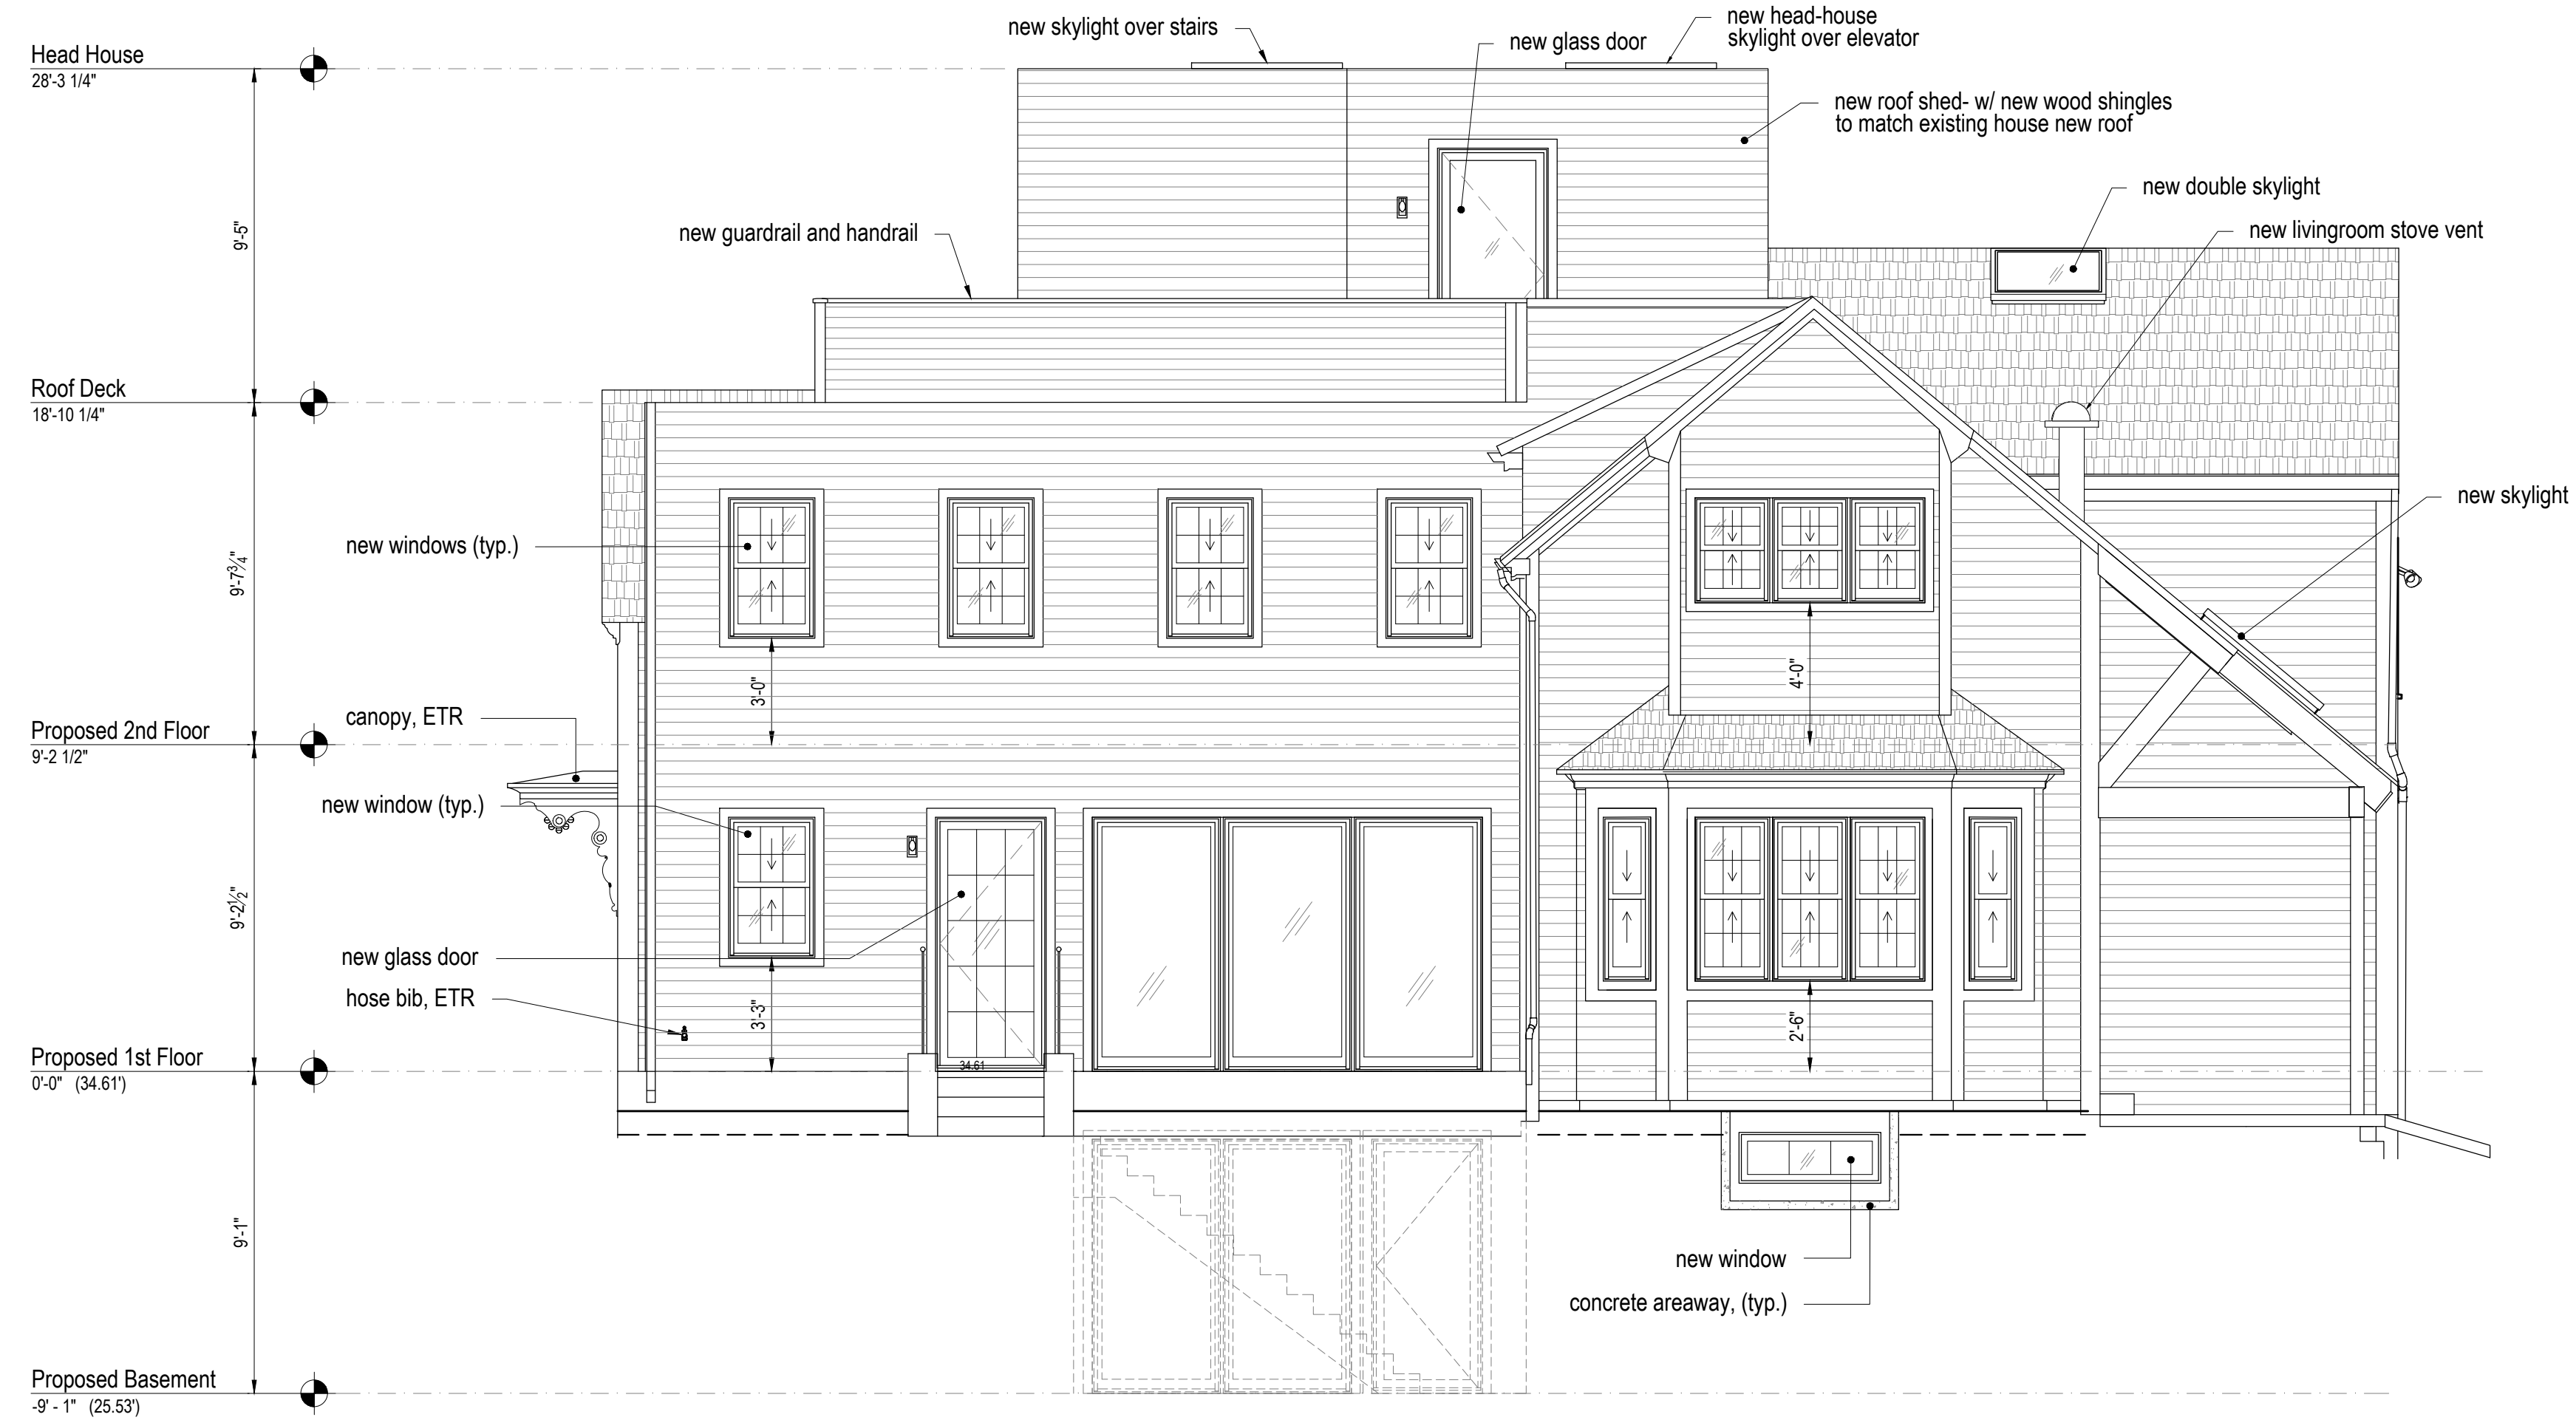 new skylight over stairs
new glass door
new head-house
skylight over elevator
Head House
28'-3 1/4"
new roof shed- w/ new wood shingles
to match existing house new roof
new double skylight
9'-5"
new guardrail and handrail
new livingroom stove vent
Roof Deck
18'-10 1/4"
new skylight
new windows (typ.)
9'-7¾"
3'-0"
4'-0"
canopy, ETR
Proposed 2nd Floor
9'-2 1/2"
new window (typ.)
9'-2½"
new glass door
hose bib, ETR
3'-3"
2'-6"
Proposed 1st Floor
0'-0" (34.61')
34.61
9'-1"
new window
concrete areaway, (typ.)
Proposed Basement
-9' - 1" (25.53')